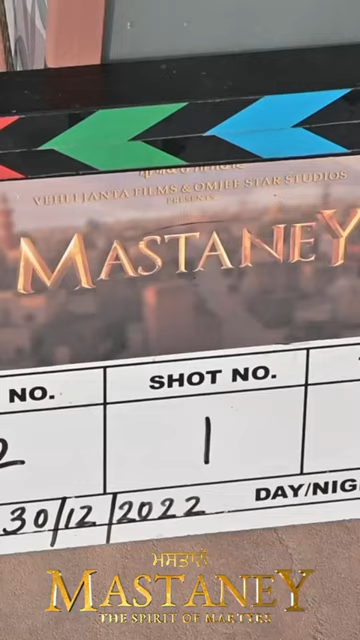 VEHLI JANTA FILMS & OMJEE STAR STUDIOS
PRESENTS
MASTANEY
NO.
SHOT NO.
2
1
30/12/2022
DAY/NIG
ਮਸਤਾਨੇ
MASTANEY
THE SPIRIT OF MARTYRS